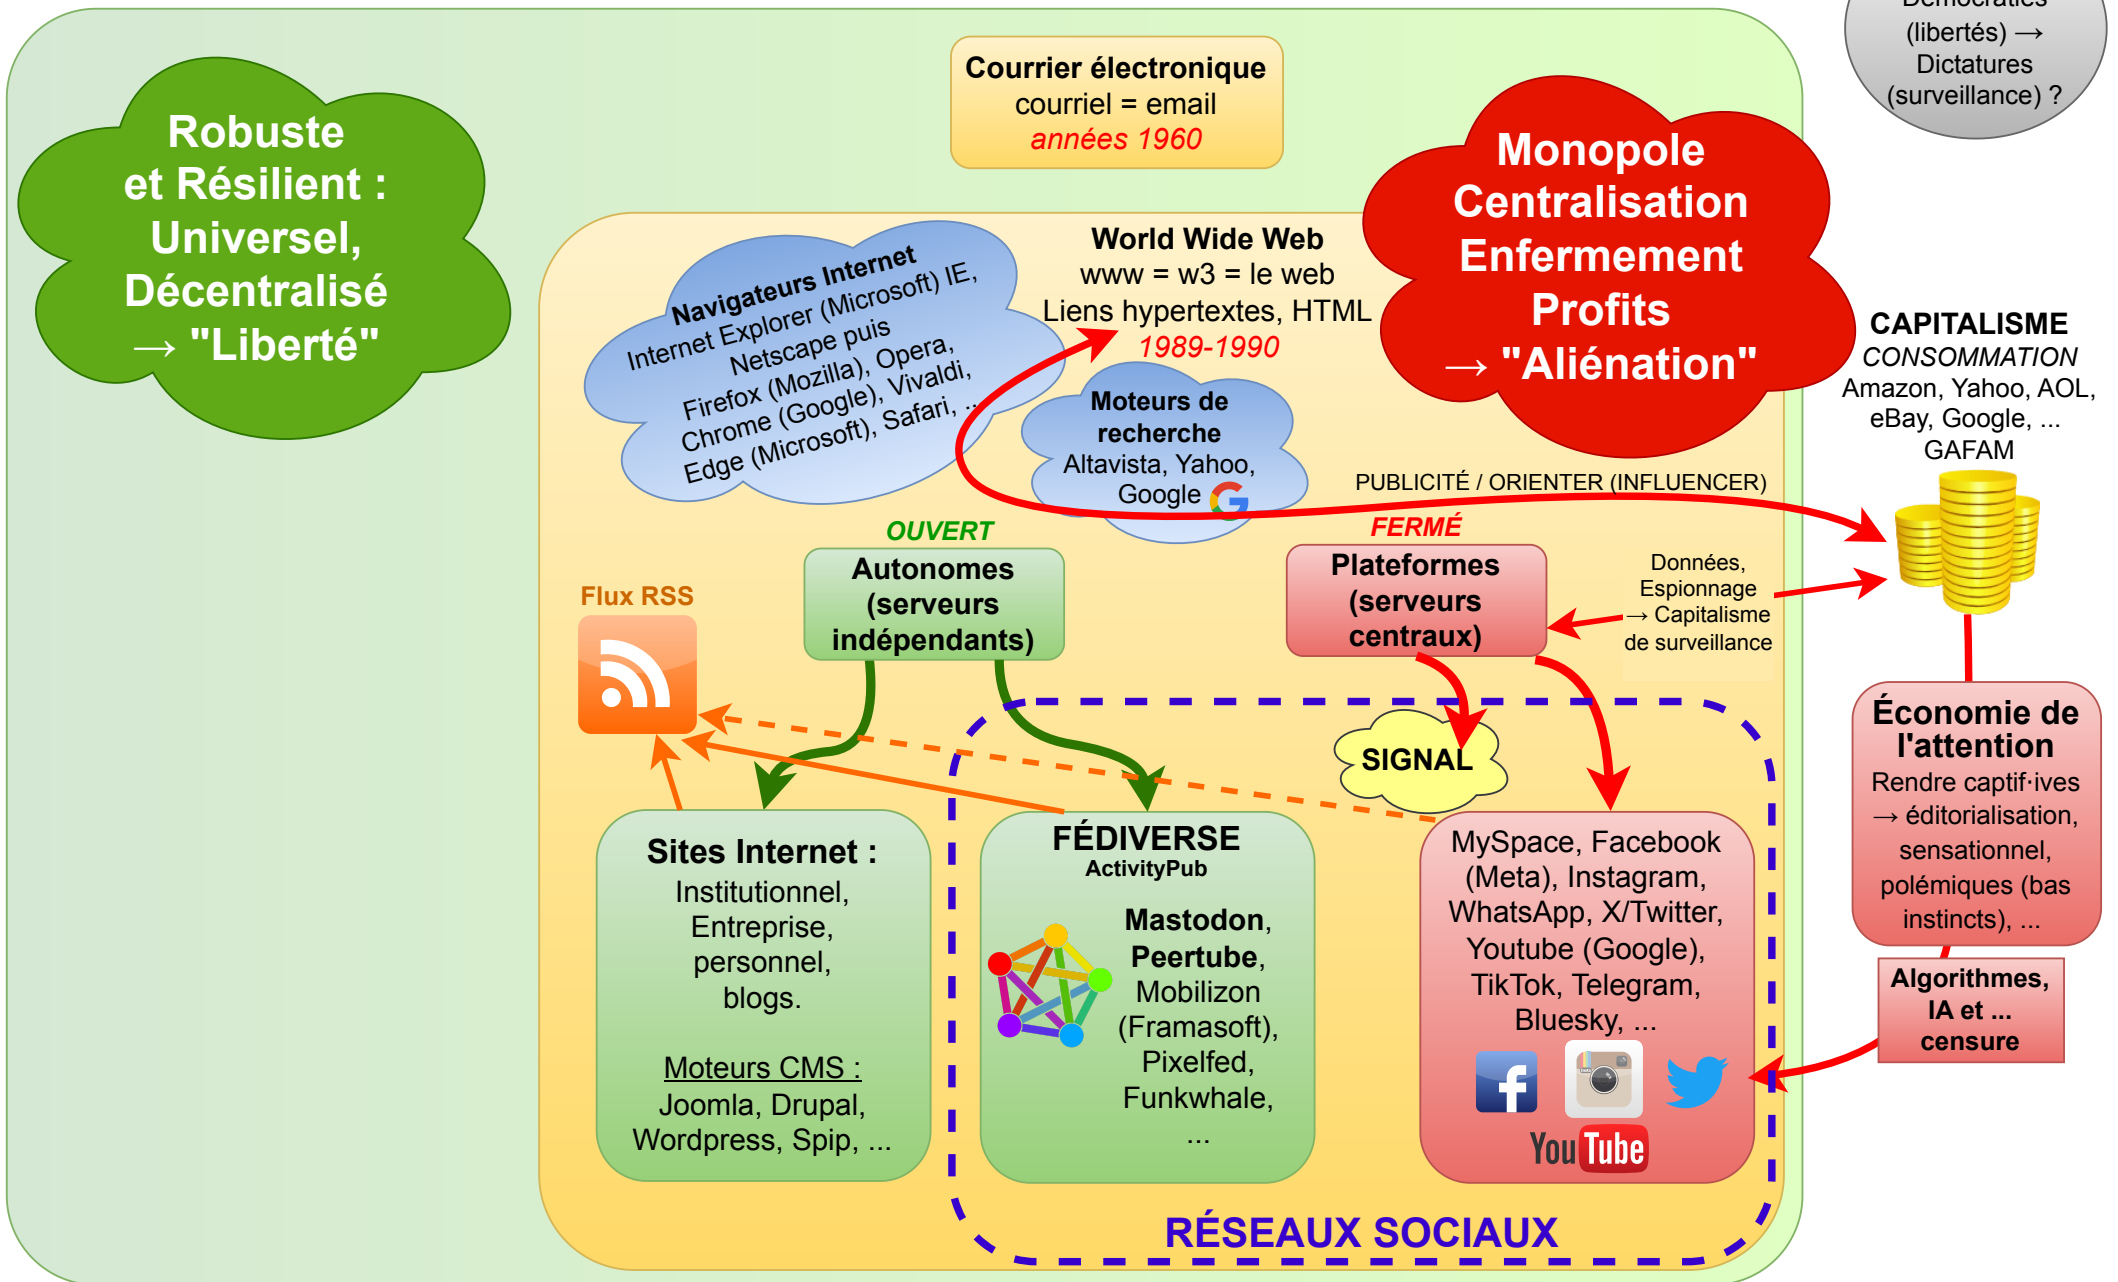 Démocraties
(libertés) →
Dictatures
(surveillance) ?
Courrier électronique
courriel = email
années 1960
Robuste
et Résilient :
Universel,
Décentralisé
→ "Liberté"
Monopole
Centralisation
Enfermement
Profits
→ "Aliénation"
Navigateurs Internet
Internet Explorer (Microsoft) IE,
Netscape puis
Firefox (Mozilla), Opera,
Chrome (Google), Vivaldi,
Edge (Microsoft), Safari, ...
World Wide Web
www = w3 = le web
Liens hypertextes, HTML
1989-1990
Moteurs de
recherche
Altavista, Yahoo,
Google
CAPITALISME
CONSOMMATION
Amazon, Yahoo, AOL,
eBay, Google, ...
GAFAM
PUBLICITÉ / ORIENTER (INFLUENCER)
OUVERT
Autonomes
(serveurs
indépendants)
FERMÉ
Plateformes
(serveurs
centraux)
Données,
Espionnage
→ Capitalisme
de surveillance
Flux RSS
SIGNAL
Économie de
l'attention
Rendre captif·ives
→ éditorialisation,
sensationnel,
polémiques (bas
instincts), ...
Algorithmes,
IA et ...
censure
Sites Internet :
Institutionnel,
Entreprise,
personnel,
blogs.
Moteurs CMS :
Joomla, Drupal,
Wordpress, Spip, ...
FÉDIVERSE
ActivityPub
Mastodon,
Peertube,
Mobilizon
(Framasoft),
Pixelfed,
Funkwhale,
...
MySpace, Facebook
(Meta), Instagram,
WhatsApp, X/Twitter,
Youtube (Google),
TikTok, Telegram,
Bluesky, ...
f
YouTube
RÉSEAUX SOCIAUX